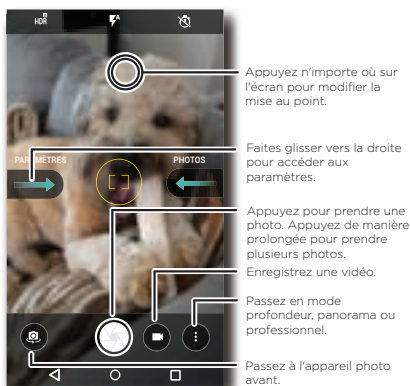 HDR
A
Appuyez n'importe où sur
l'écran pour modifier la
mise au point.
PARAMÈTRES
PHOTOS
Faites glisser vers la droite
pour accéder aux
paramètres.
Appuyez pour prendre une
photo. Appuyez de manière
prolongée pour prendre
plusieurs photos.
Enregistrez une vidéo.
Passez en mode
profondeur, panorama ou
professionnel.
Passez à l'appareil photo
avant.